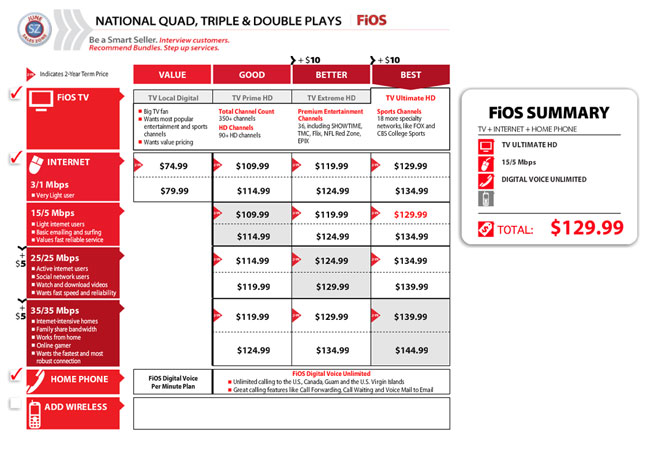 JUNE
SZ
SALES ZONE
NATIONAL QUAD, TRIPLE & DOUBLE PLAYS FiOS
Be a Smart Seller. Interview customers.
Recommend Bundles. Step up services.
+ $10
+ $10
Indicates 2-Year Term Price
VALUE
GOOD
BETTER
BEST
FiOS TV
TV Local Digital
TV Prime HD
TV Extreme HD
TV Ultimate HD
Big TV fan
Wants most popular
entertainment and sports
channels
Wants value pricing
Total Channel Count
350+ channels
HD Channels
90+ HD channels
Premium Entertainment
Channels
36, including SHOWTIME,
TMC, Flix, NFL Red Zone,
EPIX
Sports Channels
18 more specialty
networks, like FOX and
CBS College Sports
INTERNET
3/1 Mbps
Very Light user
$74.99
$109.99
$119.99
$129.99
$79.99
$114.99
$124.99
$134.99
15/5 Mbps
Light internet users
Basic emailing and surfing
Values fast reliable service
$109.99
$119.99
$129.99
$114.99
$124.99
$134.99
+
$5
25/25 Mbps
Active internet users
Social network users
Watch and download videos
Wants fast speed and reliability
$114.99
$124.99
$134.99
$119.99
$129.99
$139.99
+
$5
35/35 Mbps
Internet-intensive homes
Family share bandwidth
Works from home
Online gamer
Wants the fastest and most
robust connection
$119.99
$129.99
$139.99
$124.99
$134.99
$144.99
HOME PHONE
FiOS Digital Voice
Per Minute Plan
FiOS Digital Voice Unlimited
Unlimited calling to the U.S., Canada, Guam and the U.S. Virgin Islands
Great calling features like Call Forwarding, Call Waiting and Voice Mail to Email
ADD WIRELESS
FiOS SUMMARY
TV + INTERNET + HOME PHONE
TV ULTIMATE HD
15/5 Mbps
DIGITAL VOICE UNLIMITED
TOTAL: $129.99